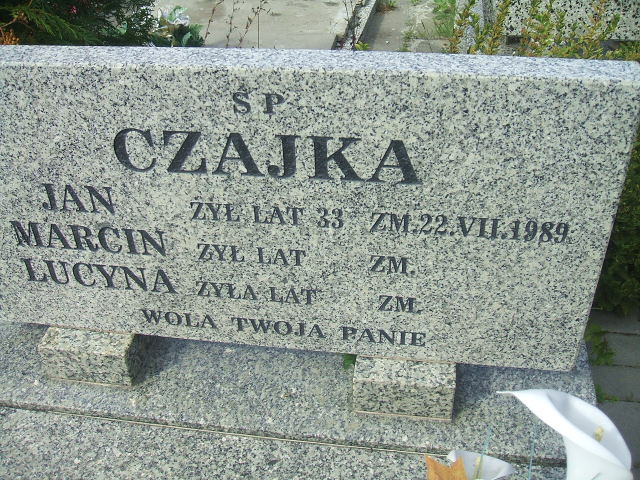 ŚP
CZAJKA
JAN ŻYŁ LAT 33 ZM. 22.VII.1989.
MARCIN ŻYŁ LAT ZM.
LUCYNA ŻYŁA LAT ZM.
WOLA TWOJA PANIE